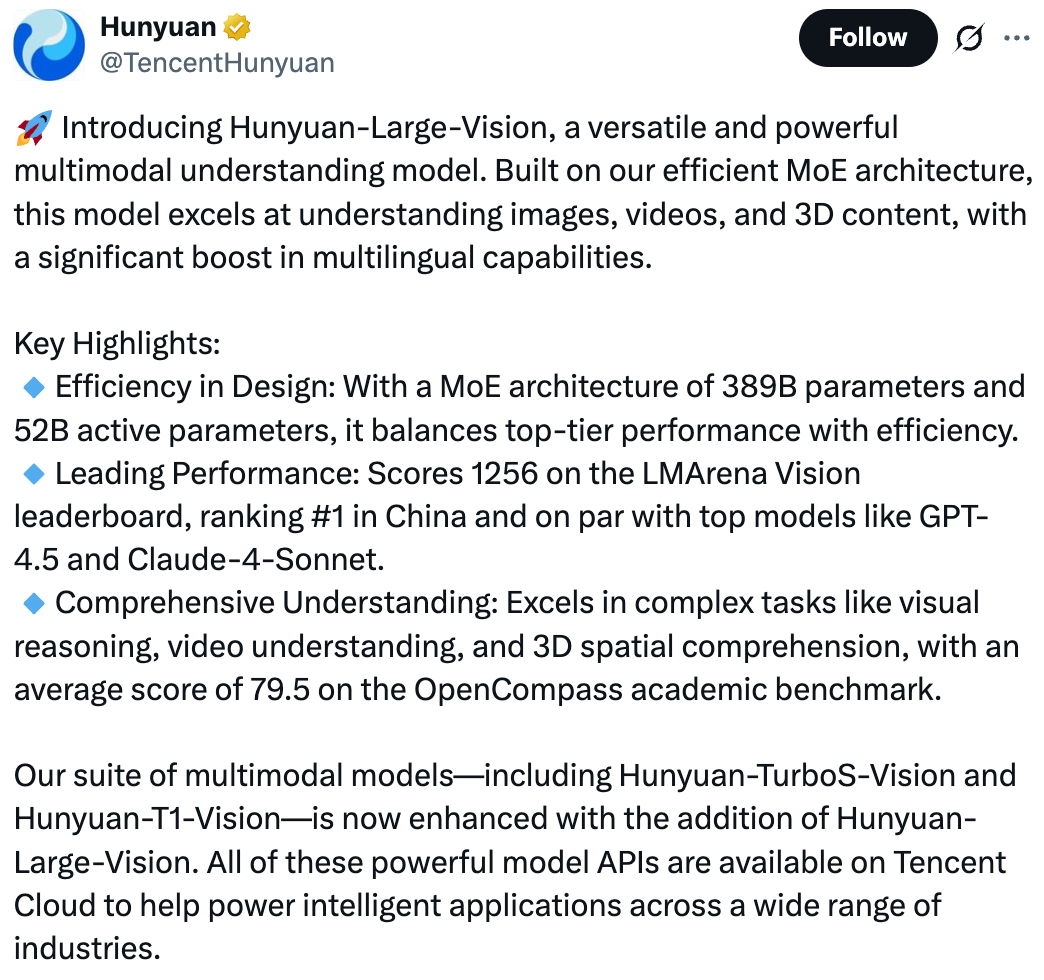 Hunyuan
@TencentHunyuan
Follow
🚀 Introducing Hunyuan-Large-Vision, a versatile and powerful
multimodal understanding model. Built on our efficient MoE architecture,
this model excels at understanding images, videos, and 3D content, with
a significant boost in multilingual capabilities.
Key Highlights:
🔹 Efficiency in Design: With a MoE architecture of 389B parameters and
52B active parameters, it balances top-tier performance with efficiency.
🔹 Leading Performance: Scores 1256 on the LMArena Vision
leaderboard, ranking #1 in China and on par with top models like GPT-
4.5 and Claude-4-Sonnet.
🔹 Comprehensive Understanding: Excels in complex tasks like visual
reasoning, video understanding, and 3D spatial comprehension, with an
average score of 79.5 on the OpenCompass academic benchmark.
Our suite of multimodal models—including Hunyuan-TurboS-Vision and
Hunyuan-T1-Vision—is now enhanced with the addition of Hunyuan-
Large-Vision. All of these powerful model APIs are available on Tencent
Cloud to help power intelligent applications across a wide range of
industries.